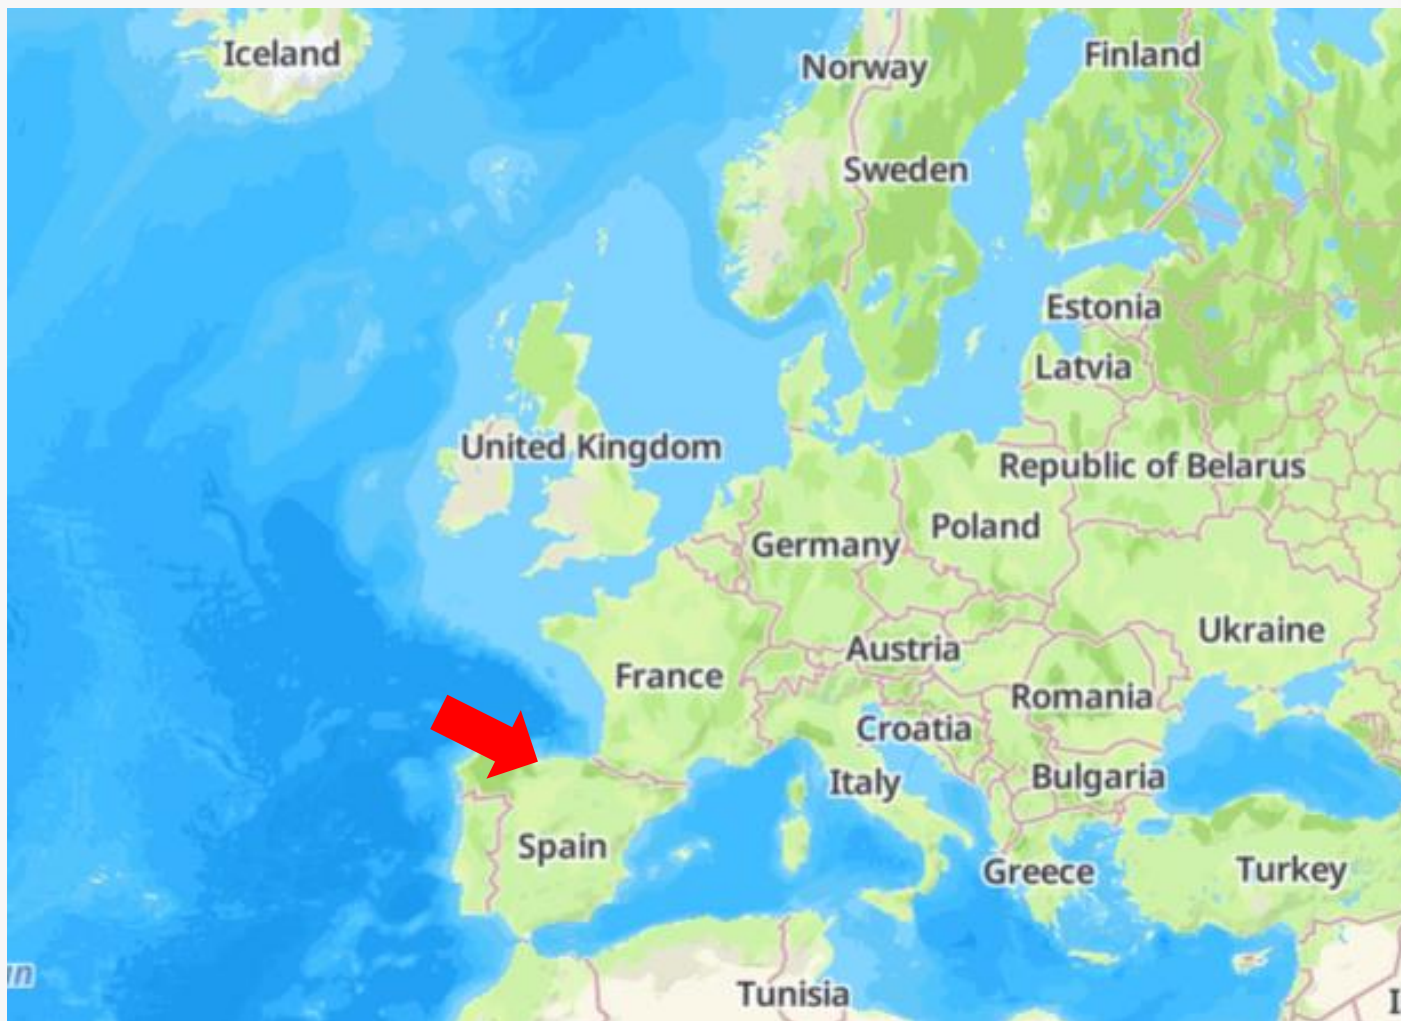 Iceland
Norway
Finland
Sweden
Estonia
Latvia
United Kingdom
Republic of Belarus
Germany
Poland
Ukraine
Austria
France
Romania
Croatia
Italy
Bulgaria
Spain
Greece
Turkey
Tunisia